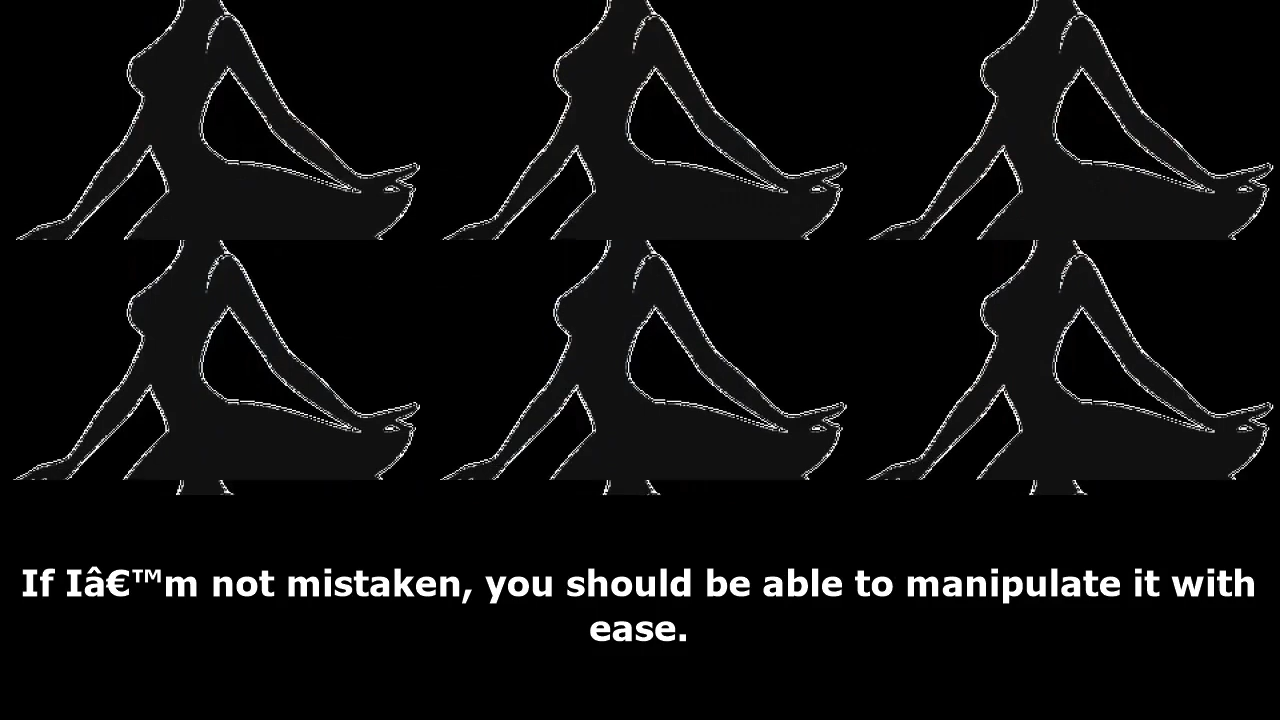 If Iâ€™m not mistaken, you should be able to manipulate it with
ease.